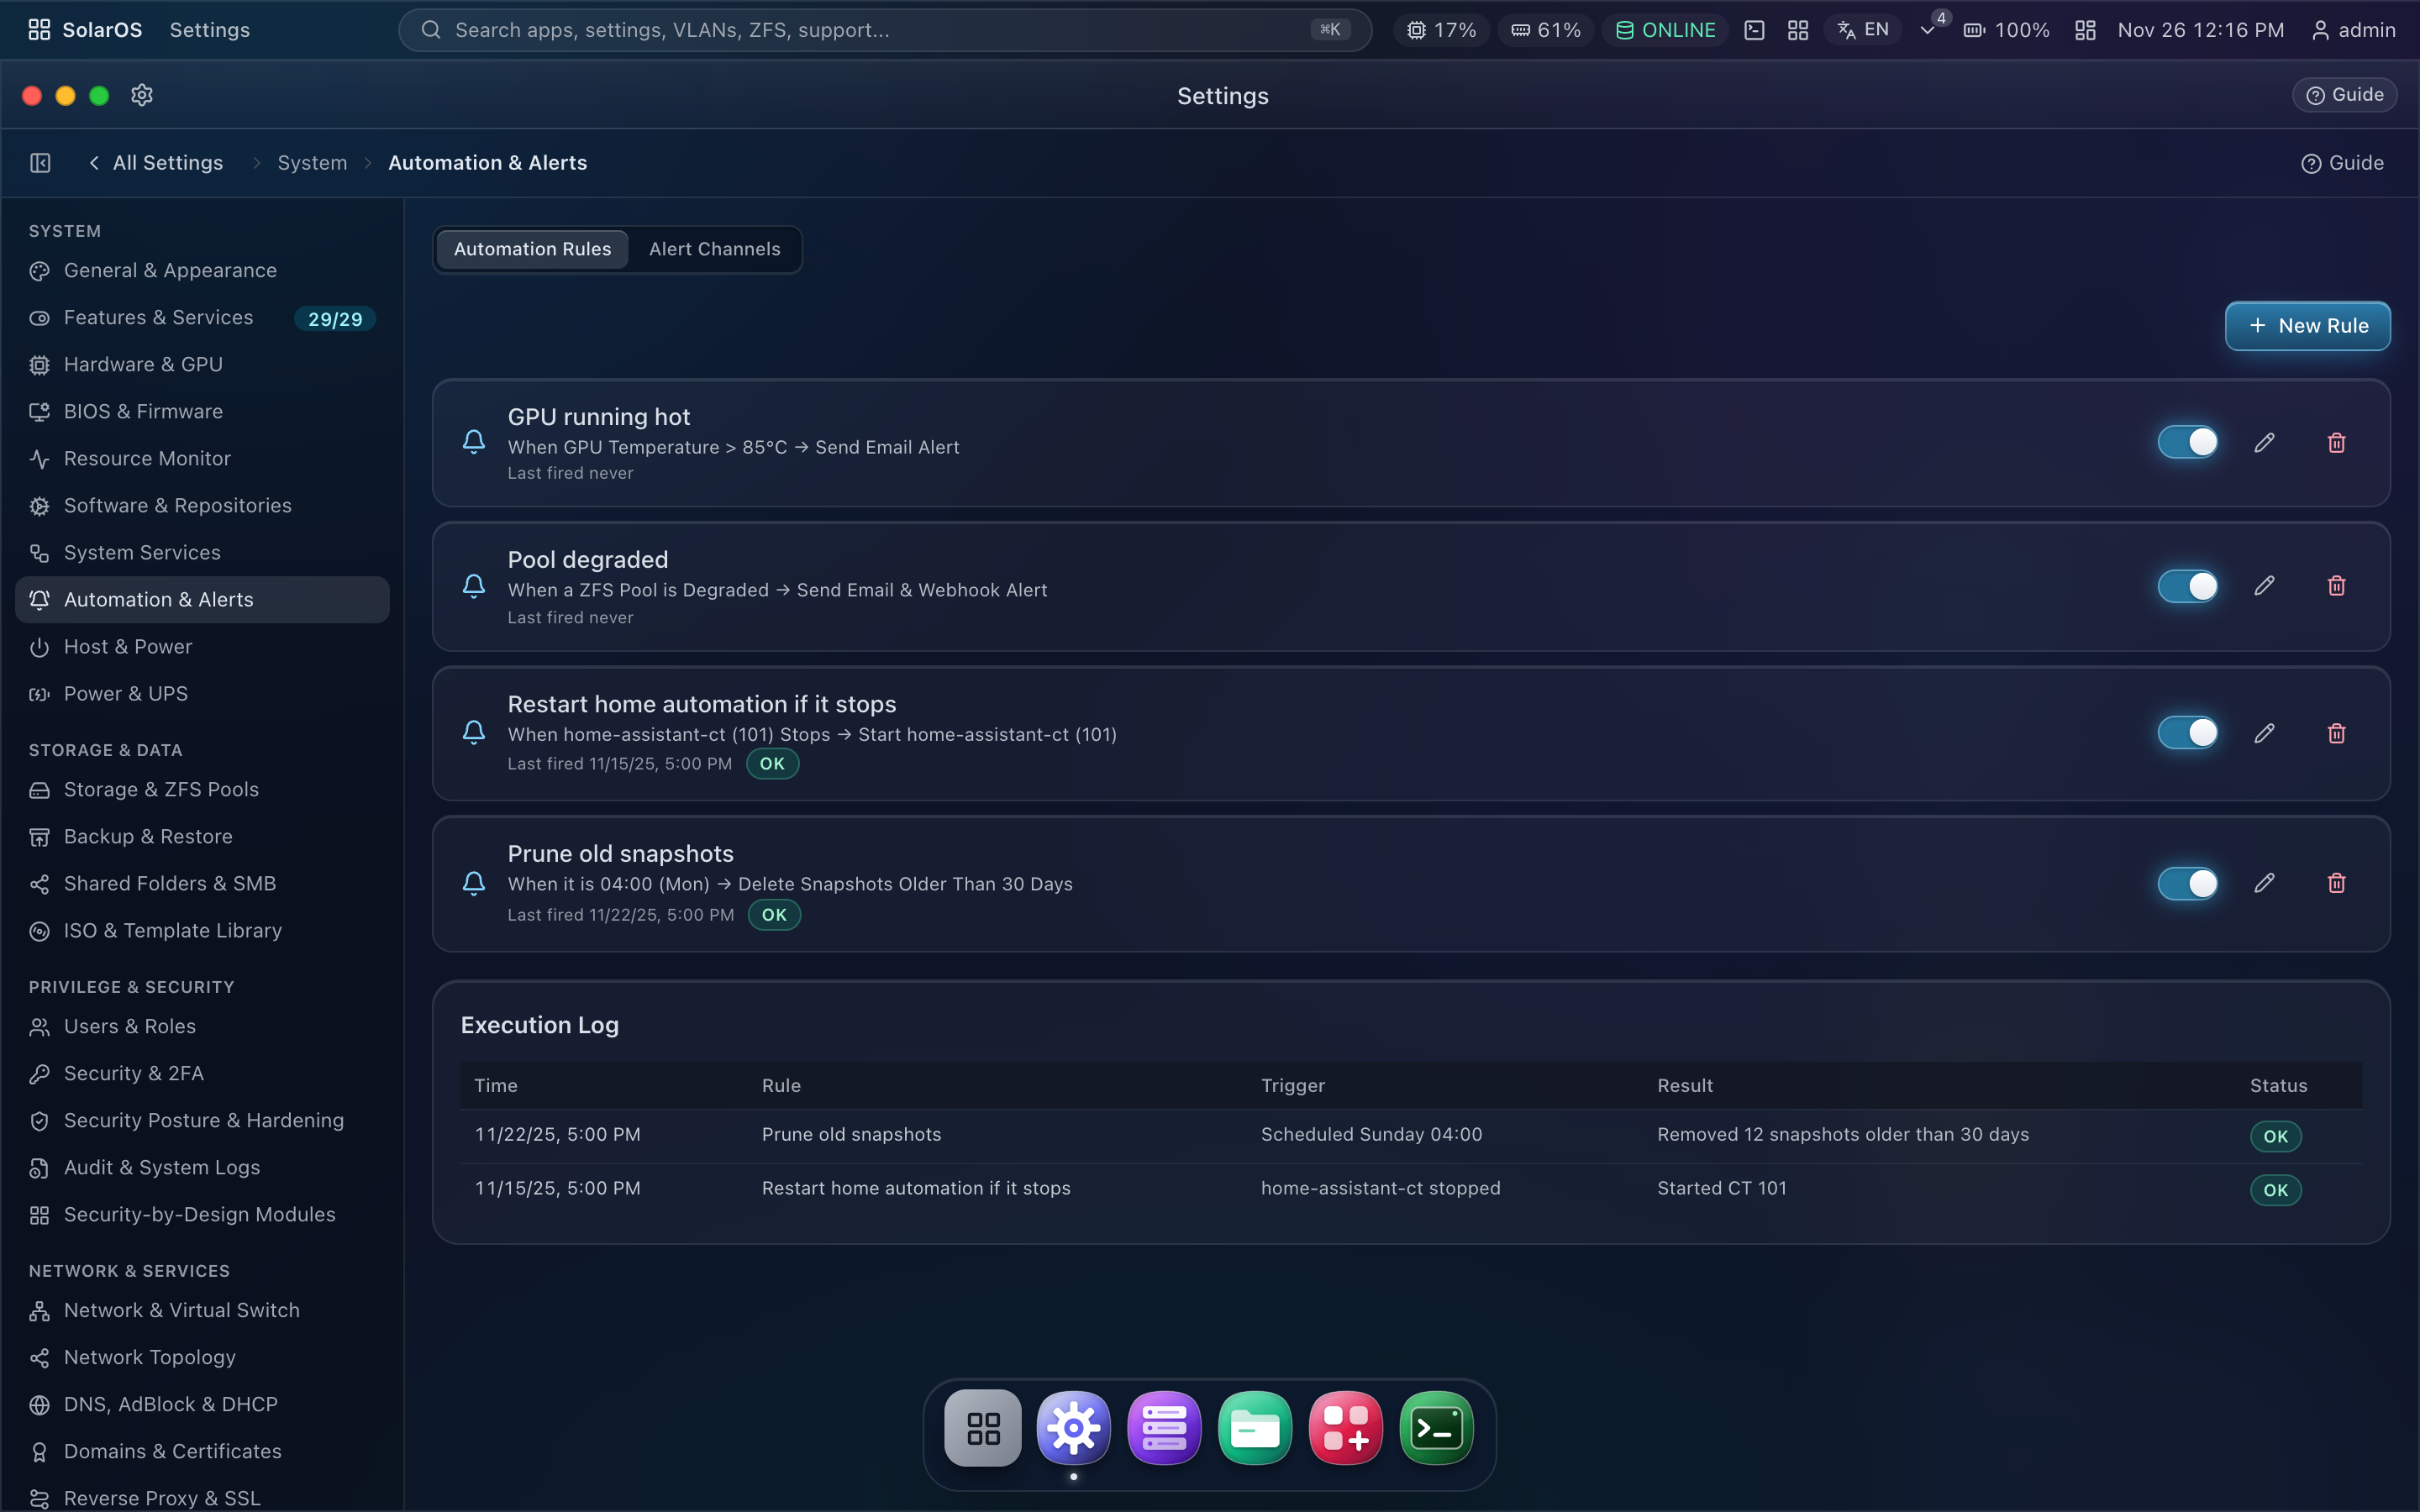 SolarOS Settings Search apps, settings, VLANs, ZFS, support... ⌘K 17% 61% ONLINE EN 4 100% Nov 26 12:16 PM admin
Settings Guide
All Settings System Automation & Alerts Guide
SYSTEM
General & Appearance
Features & Services 29/29
Hardware & GPU
BIOS & Firmware
Resource Monitor
Software & Repositories
System Services
Automation & Alerts
Host & Power
Power & UPS
STORAGE & DATA
Storage & ZFS Pools
Backup & Restore
Shared Folders & SMB
ISO & Template Library
PRIVILEGE & SECURITY
Users & Roles
Security & 2FA
Security Posture & Hardening
Audit & System Logs
Security-by-Design Modules
NETWORK & SERVICES
Network & Virtual Switch
Network Topology
DNS, AdBlock & DHCP
Domains & Certificates
Reverse Proxy & SSL
Automation Rules Alert Channels
New Rule
GPU running hot
When GPU Temperature > 85°C → Send Email Alert
Last fired never
Pool degraded
When a ZFS Pool is Degraded → Send Email & Webhook Alert
Last fired never
Restart home automation if it stops
When home-assistant-ct (101) Stops → Start home-assistant-ct (101)
Last fired 11/15/25, 5:00 PM OK
Prune old snapshots
When it is 04:00 (Mon) → Delete Snapshots Older Than 30 Days
Last fired 11/22/25, 5:00 PM OK
Execution Log
Time Rule Trigger Result Status
11/22/25, 5:00 PM Prune old snapshots Scheduled Sunday 04:00 Removed 12 snapshots older than 30 days OK
11/15/25, 5:00 PM Restart home automation if it stops home-assistant-ct stopped Started CT 101 OK